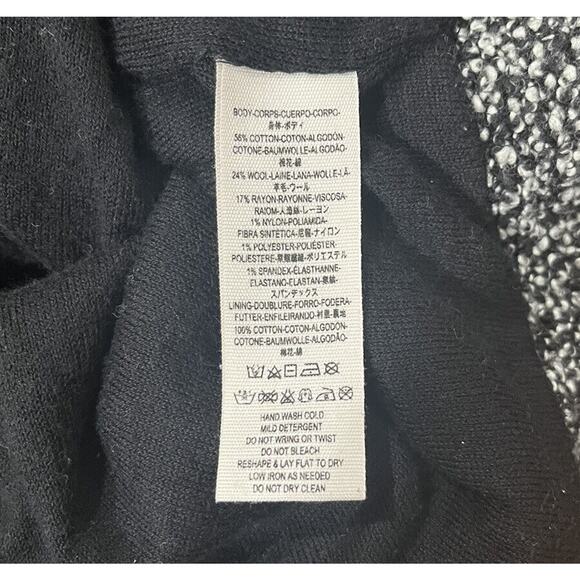 BODY-CORPS-CUERPO-CORPO-
身体-ボディ
56% COTTON-COTON-ALGODÓN-
COTONE-BAUMWOLLE-ALGODÃO-
棉花-綿
24% WOOL-LAINE-LANA-WOLLE-LÃ-
羊毛-ウール
17% RAYON-RAYONNE-VISCOSA-
RAIOM-人造絲-レーヨン
1% NYLON-POLIAMIDA-
FIBRA SINTÉTICA-尼龍-ナイロン
1% POLYESTER-POLIÉSTER-
POLIESTERE-聚酯纖維-ポリエステル
1% SPANDEX-ÉLASTHANNE-
ELASTANO-ELASTAN-氨綸-
スパンデックス
LINING-DOUBLURE-FORRO-FODERA-
FUTTER-ENFILEIRANDO-衬里-裏地
100% COTTON-COTON-ALGODÓN-
COTONE-BAUMWOLLE-ALGODÃO-
棉花-綿
HAND WASH COLD
MILD DETERGENT
DO NOT WRING OR TWIST
DO NOT BLEACH
RESHAPE & LAY FLAT TO DRY
LOW IRON AS NEEDED
DO NOT DRY CLEAN